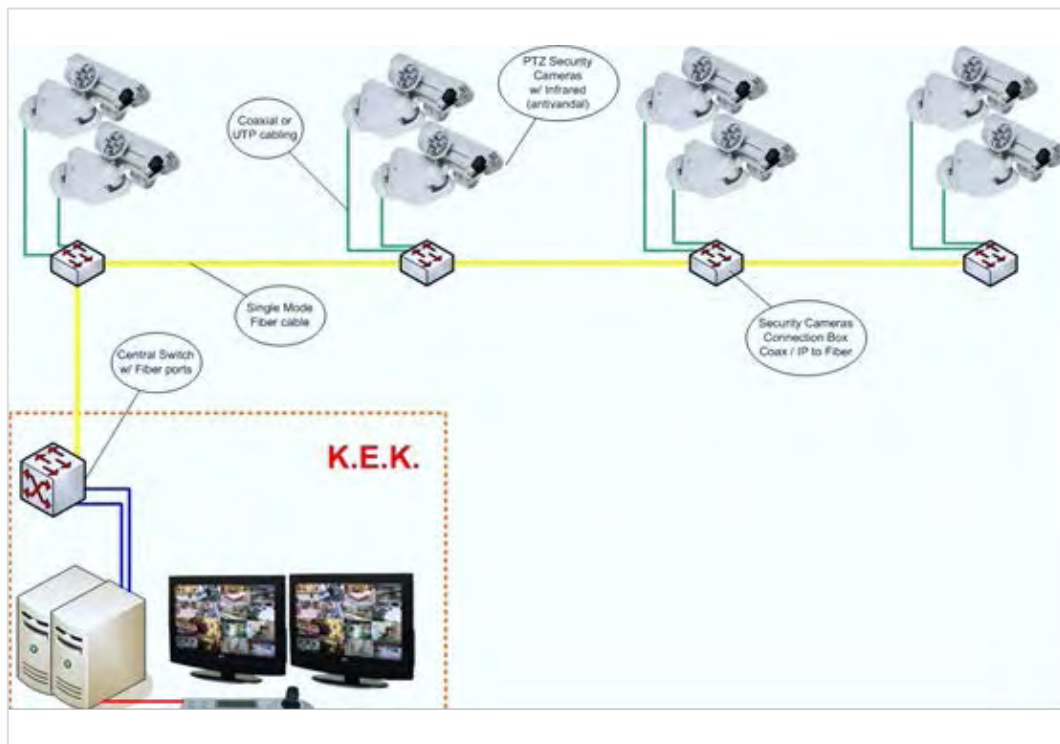 PTZ Security
Cameras
w/ Infrared
(antivandal)
Coaxial or
UTP cabling
Single Mode
Fiber cable
Security Cameras
Connection Box
Coax / IP to Fiber
Central Switch
w/ Fiber ports
K.E.K.